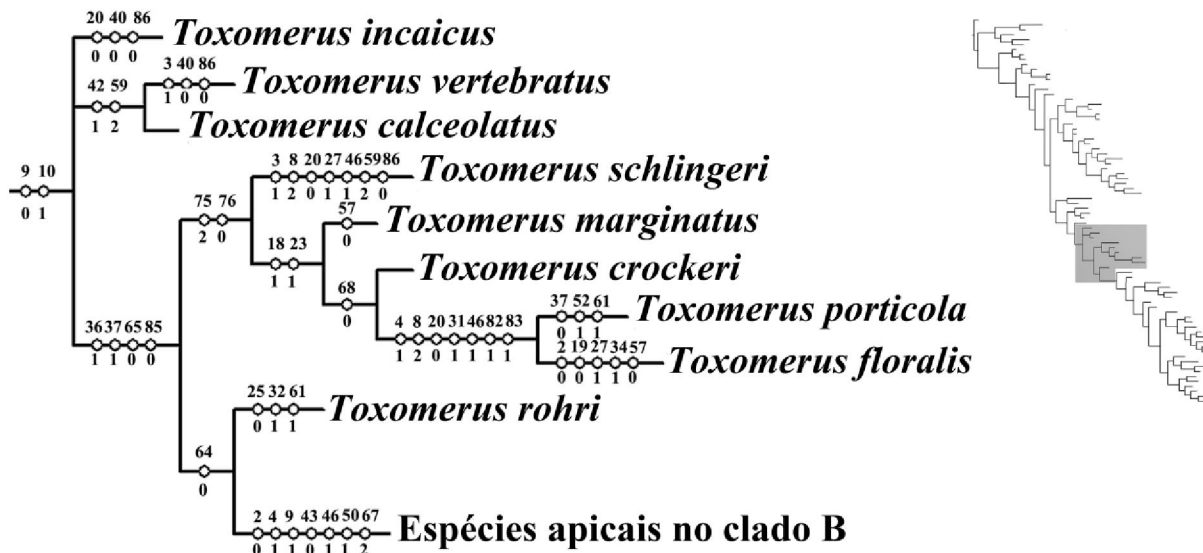 20 40 86
Toxomerus incaicus
0 0 0
3 40 86
Toxomerus vertebratus
42 59
1 0 0
1 2
Toxomerus calceolatus
3 8 20 27 46 59 86
Toxomerus schlingeri
9 10
1 2 0 1 1 2 0
0 1
75 76
57
Toxomerus marginatus
2 0
0
18 23
Toxomerus crockeri
1 1
68
37 52 61
Toxomerus porticola
0
0 1 1
36 37 65 85
4 8 20 31 46 82 83
1 1 0 0
1 2 0 1 1 1 1
2 19 27 34 57
Toxomerus floralis
0 0 1 1 0
25 32 61
Toxomerus rohri
0 1 1
64
0
2 4 9 43 46 50 67
Espécies apicais no clado B
0 1 1 0 1 1 2